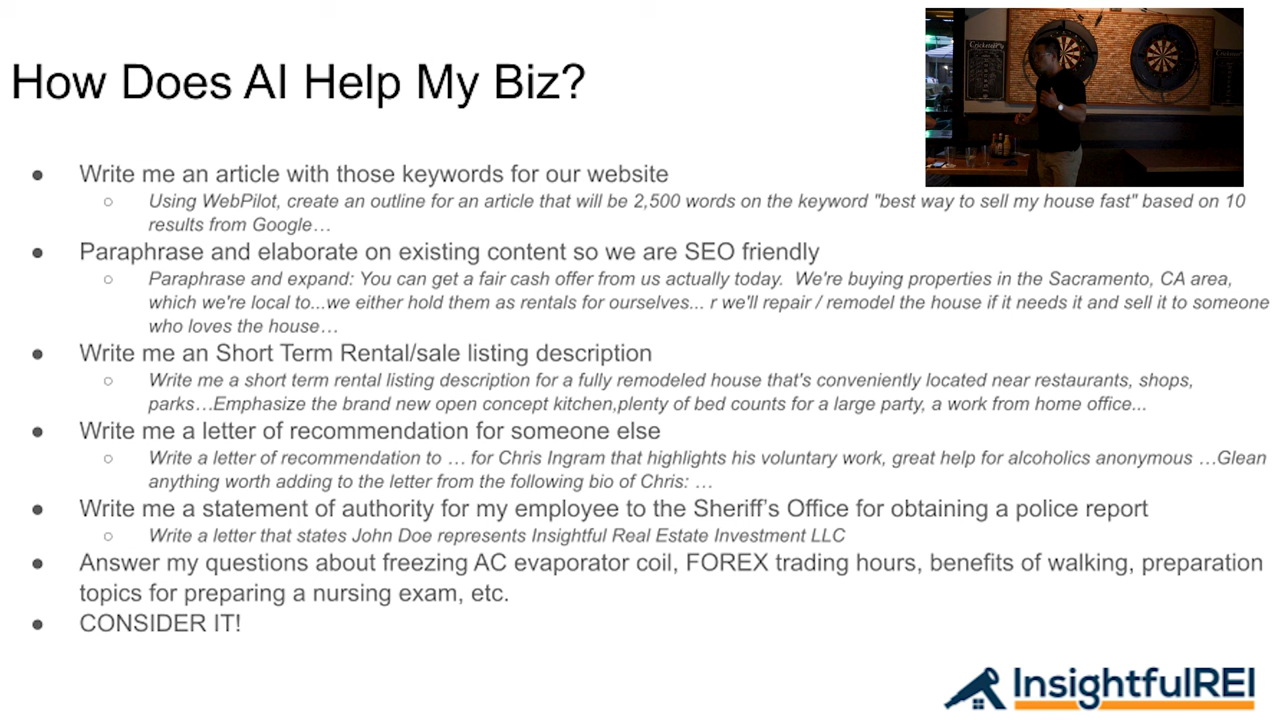 How Does AI Help My Biz?
● Write me an article with those keywords for our website
○ Using WebPilot, create an outline for an article that will be 2,500 words on the keyword "best way to sell my house fast" based on 10
results from Google…
● Paraphrase and elaborate on existing content so we are SEO friendly
○ Paraphrase and expand: You can get a fair cash offer from us actually today.  We're buying properties in the Sacramento, CA area,
which we're local to...we either hold them as rentals for ourselves... r we'll repair / remodel the house if it needs it and sell it to someone
who loves the house…
● Write me an Short Term Rental/sale listing description
○ Write me a short term rental listing description for a fully remodeled house that's conveniently located near restaurants, shops,
parks…Emphasize the brand new open concept kitchen,plenty of bed counts for a large party, a work from home office...
● Write me a letter of recommendation for someone else
○ Write a letter of recommendation to … for Chris Ingram that highlights his voluntary work, great help for alcoholics anonymous …Glean
anything worth adding to the letter from the following bio of Chris: …
● Write me a statement of authority for my employee to the Sheriff’s Office for obtaining a police report
○ Write a letter that states John Doe represents Insightful Real Estate Investment LLC
● Answer my questions about freezing AC evaporator coil, FOREX trading hours, benefits of walking, preparation
topics for preparing a nursing exam, etc.
● CONSIDER IT!
InsightfulREI